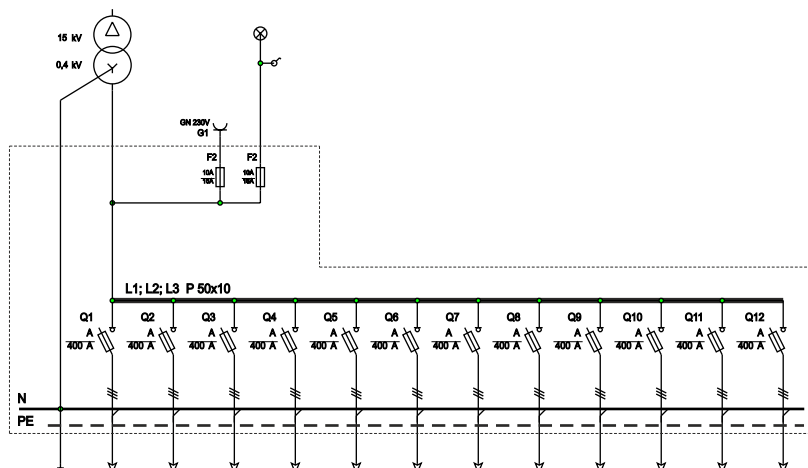 15 kV
0,4 kV
GN 230V
G1
F2 F2
10A 10A
16A 16A
L1; L2; L3 P 50x10
Q1 Q2 Q3 Q4 Q5 Q6 Q7 Q8 Q9 Q10 Q11 Q12
A A A A A A A A A A A A
400 A 400 A 400 A 400 A 400 A 400 A 400 A 400 A 400 A 400 A 400 A 400 A
N
PE